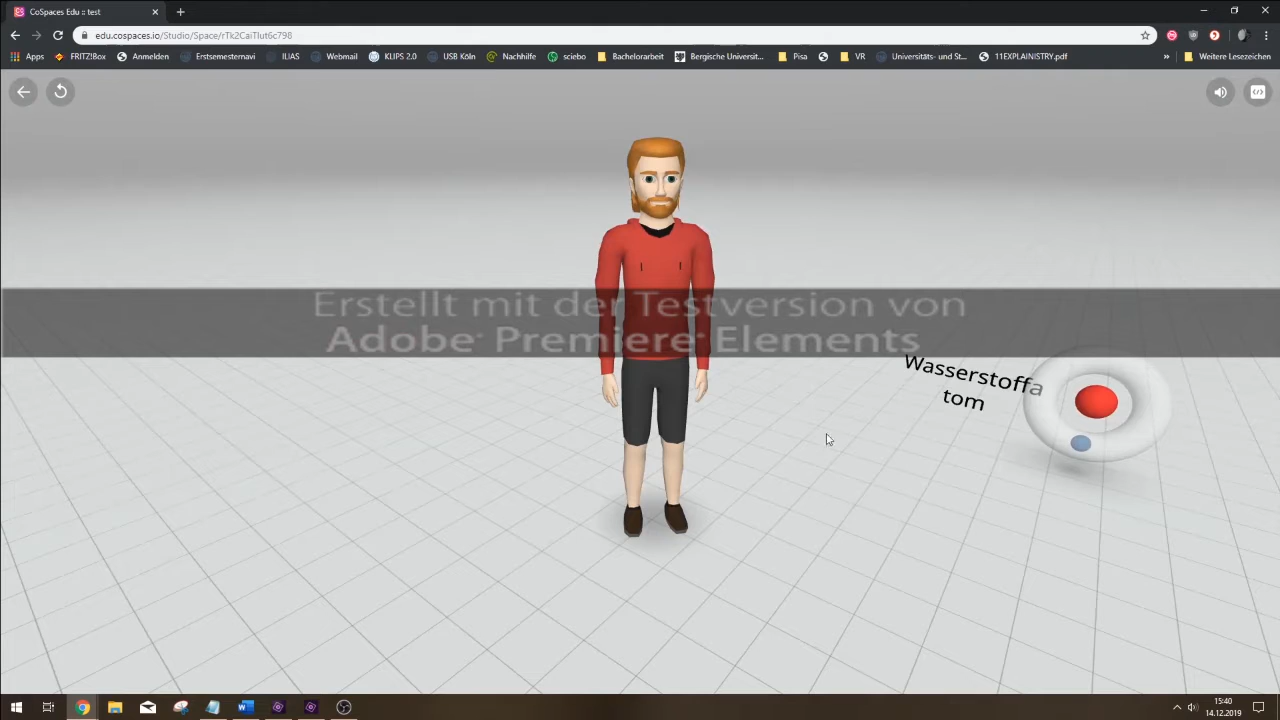 CoSpaces Edu :: test
edu.cospaces.io/Studio/Space/rTk2CaiTlut6c798
Apps FRITZ!Box Anmelden Erstsemesternavi ILIAS Webmail KLIPS 2.0 USB Köln Nachhilfe sciebo Bachelorarbeit Bergische Universit... Pisa VR Universitäts- und St... 11EXPLAINISTRY.pdf » Weitere Lesezeichen
Erstellt mit der Testversion von
Adobe® Premiere® Elements
Wasserstoffa
tom
15:40
14.12.2019